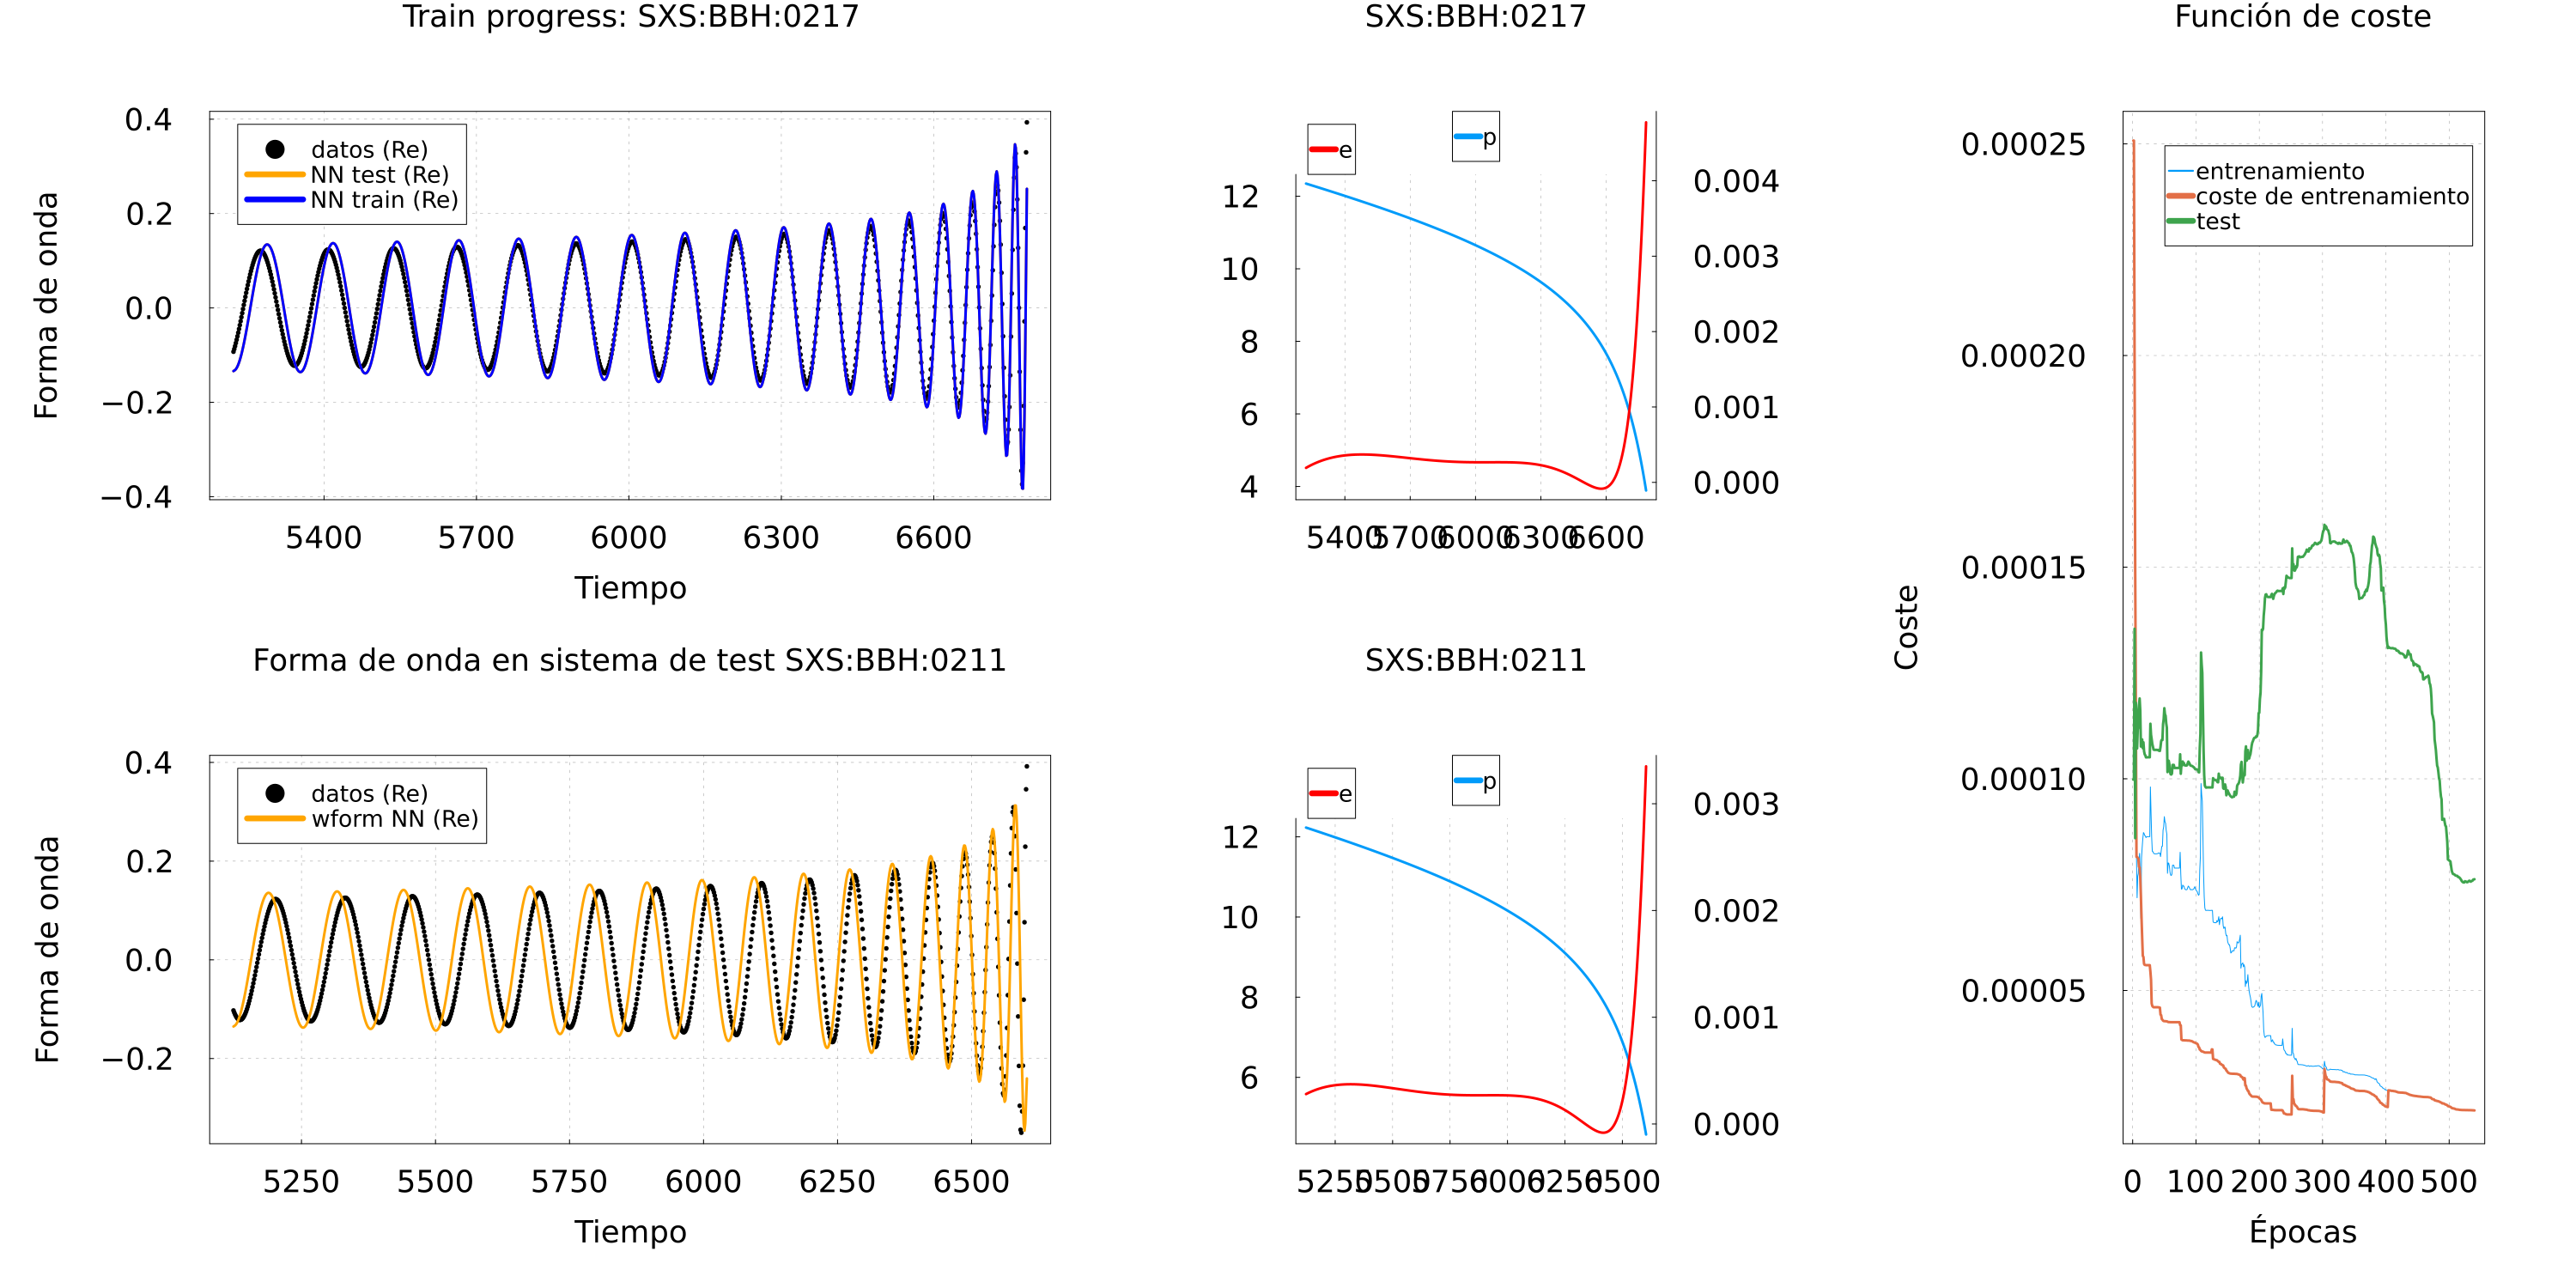 Train progress: SXS:BBH:0217
0.4
0.2
0.0
−0.2
−0.4
Forma de onda
datos (Re)
NN test (Re)
NN train (Re)
5400 5700 6000 6300 6600
Tiempo
SXS:BBH:0217
e
p
12
10
8
6
4
0.004
0.003
0.002
0.001
0.000
5400 5700 6000 6300 6600
Forma de onda en sistema de test SXS:BBH:0211
0.4
0.2
0.0
−0.2
Forma de onda
datos (Re)
wform NN (Re)
5250 5500 5750 6000 6250 6500
Tiempo
SXS:BBH:0211
e
p
12
10
8
6
0.003
0.002
0.001
0.000
5250 5500 5750 6000 6250 6500
Función de coste
0.00025
0.00020
0.00015
0.00010
0.00005
Coste
entrenamiento
coste de entrenamiento
test
0 100 200 300 400 500
Épocas